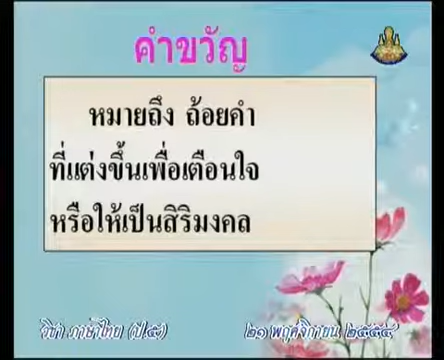 คำขวัญ
หมายถึง ถ้อยคำ
ที่แต่งขึ้นเพื่อเตือนใจ
หรือให้เป็นสิริมงคล
วิชา ภาษาไทย (ป.๕) ๒๑ พฤศจิกายน ๒๕๕๔